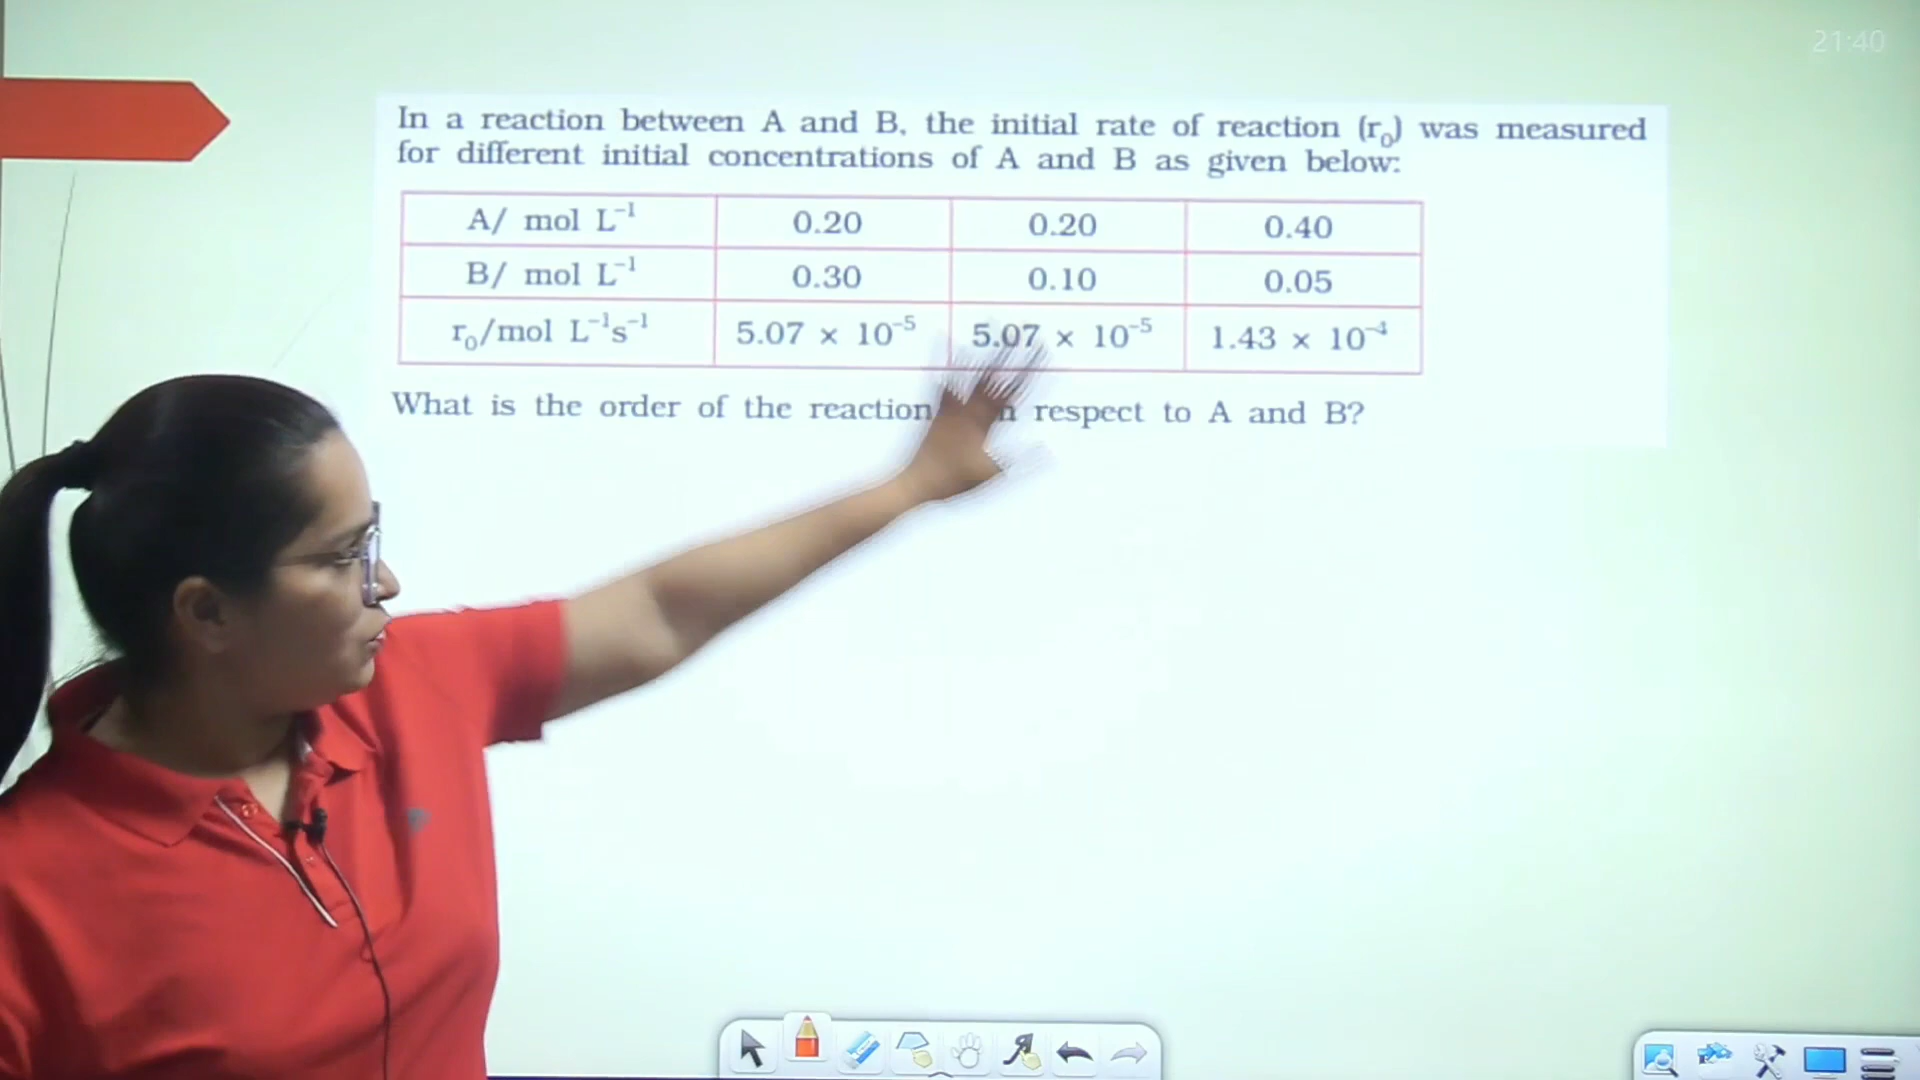 21:40
In a reaction between A and B, the initial rate of reaction (r₀) was measured
for different initial concentrations of A and B as given below:
A/ mol L⁻¹ 0.20 0.20 0.40
B/ mol L⁻¹ 0.30 0.10 0.05
r₀/mol L⁻¹s⁻¹ 5.07 × 10⁻⁵ 5.07 × 10⁻⁵ 1.43 × 10⁻⁴
What is the order of the reaction respect to A and B?